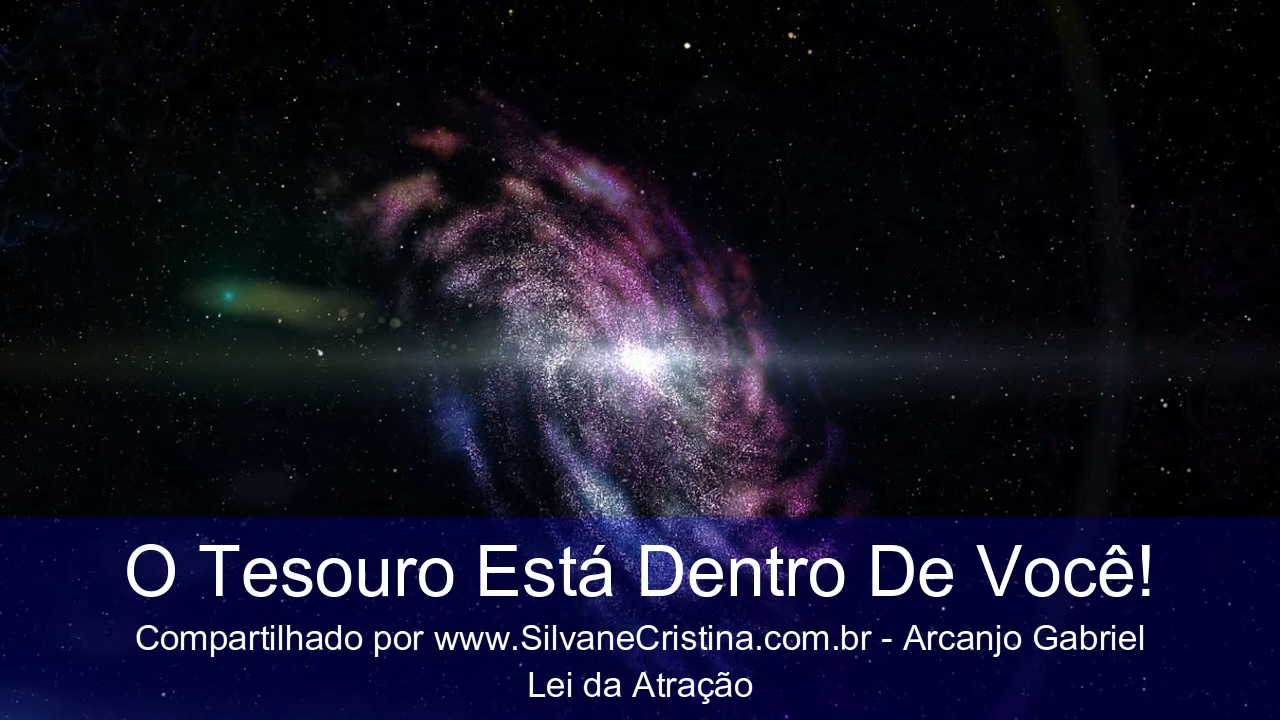 O Tesouro Está Dentro De Você!
Compartilhado por www.SilvaneCristina.com.br - Arcanjo Gabriel
Lei da Atração